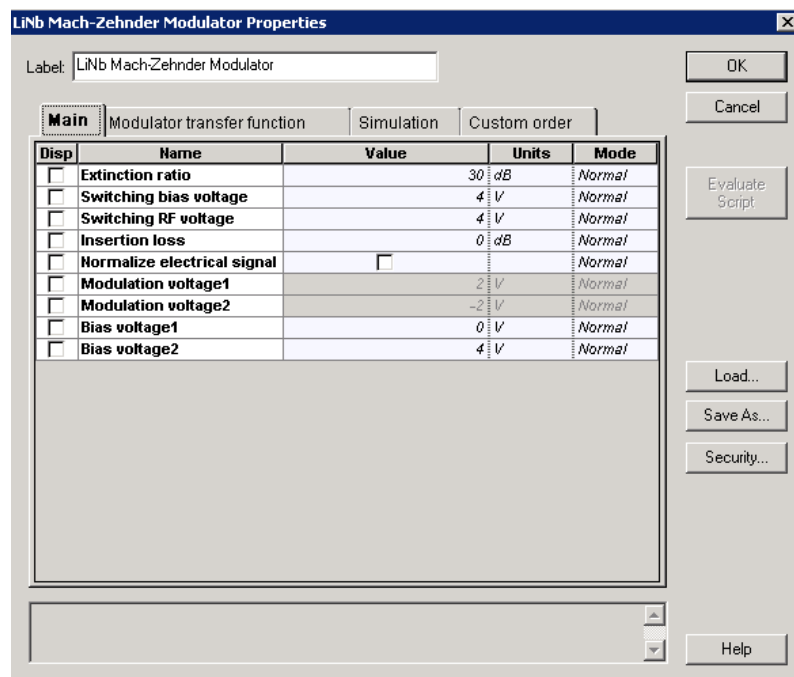 LiNb Mach-Zehnder Modulator Properties
Label: LiNb Mach-Zehnder Modulator
OK
Cancel
Main Modulator transfer function Simulation Custom order
Disp Name Value Units Mode
Extinction ratio 30 dB Normal
Switching bias voltage 4 V Normal
Switching RF voltage 4 V Normal
Insertion loss 0 dB Normal
Normalize electrical signal Normal
Modulation voltage1 2 V Normal
Modulation voltage2 -2 V Normal
Bias voltage1 0 V Normal
Bias voltage2 4 V Normal
Evaluate
Script
Load...
Save As...
Security...
Help